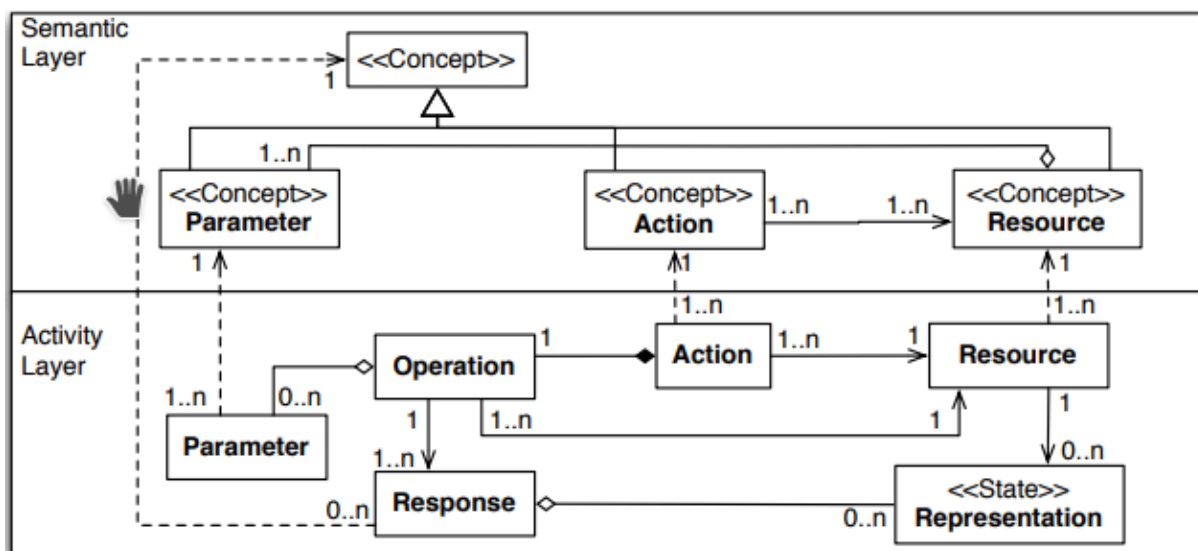 Semantic
Layer
<<Concept>>
1
1..n
<<Concept>>
Parameter
<<Concept>>
Action
1..n
1..n
<<Concept>>
Resource
1
1
1
Activity
Layer
1..n
1..n
Operation
1
Action
1..n
1
Resource
1..n
0..n
1
1..n
1
1
Parameter
1..n
0..n
Response
0..n
0..n
<<State>>
Representation